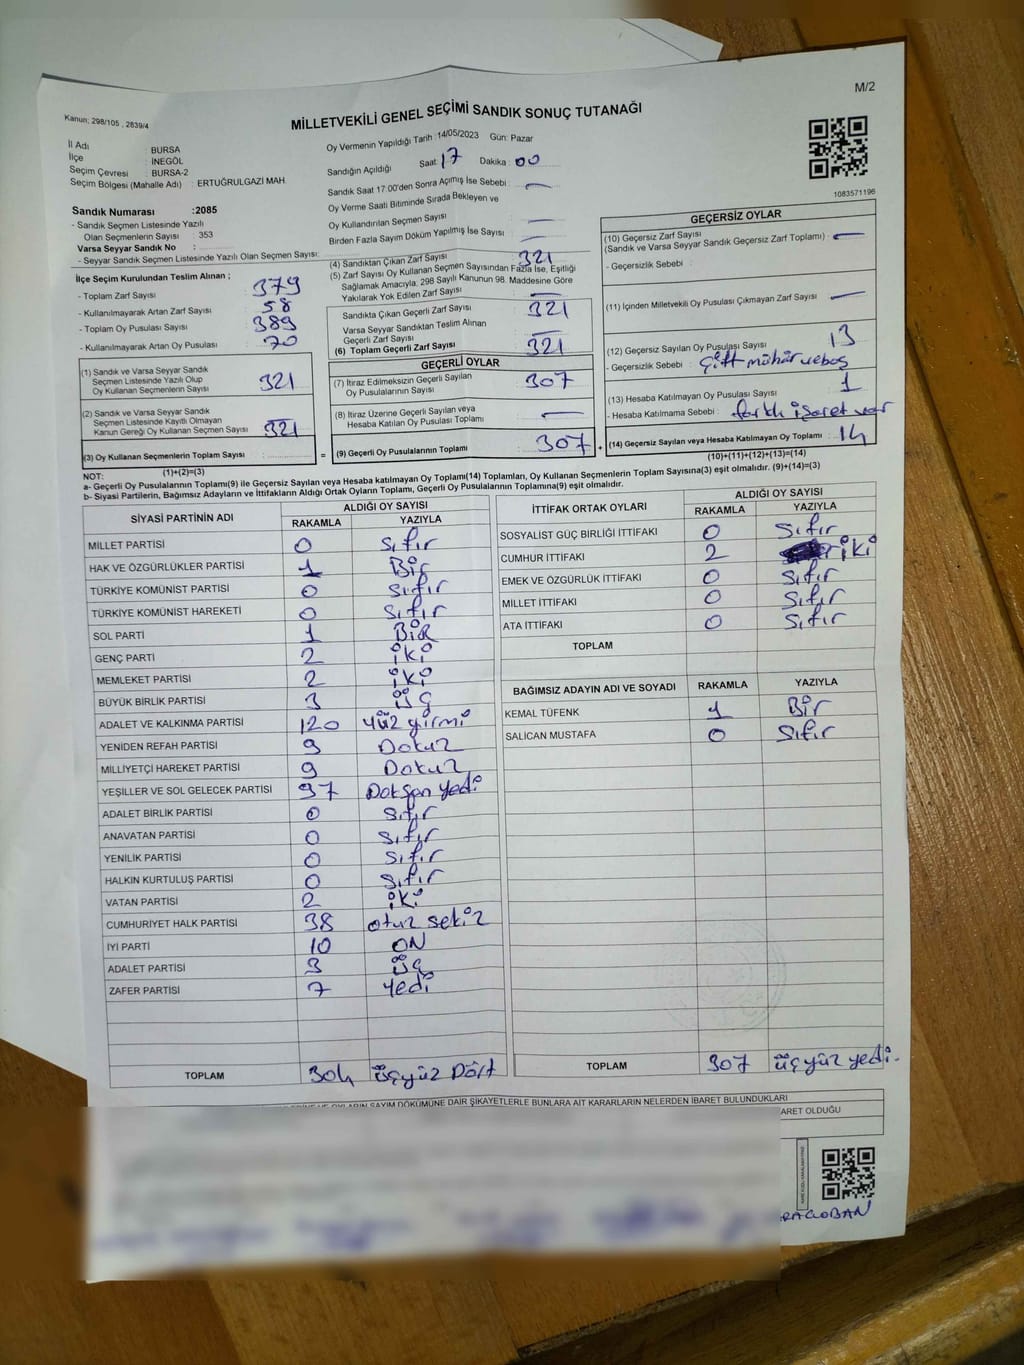 M/2
Kanun: 298/105 , 2839/4
MİLLETVEKİLİ GENEL SEÇİMİ SANDIK SONUÇ TUTANAĞI
İl Adı : BURSA
İlçe : İNEGÖL
Seçim Çevresi : BURSA-2
Seçim Bölgesi (Mahalle Adı) : ERTUĞRULGAZİ MAH.
Sandık Numarası :2085
- Sandık Seçmen Listesinde Yazılı
Olan Seçmenlerin Sayısı : 353
Varsa Seyyar Sandık No :
- Seyyar Sandık Seçmen Listesinde Yazılı Olan Seçmenlerin Sayısı:
İlçe Seçim Kurulundan Teslim Alınan ;
- Toplam Zarf Sayısı : 379
- Kullanılmayarak Artan Zarf Sayısı : 58
- Toplam Oy Pusulası Sayısı : 389
- Kullanılmayarak Artan Oy Pusulası : 70
(1) Sandık ve Varsa Seyyar Sandık
Seçmen Listesinde Yazılı Olup
Oy Kullanan Seçmenlerin Sayısı : 321
(2) Sandık ve Varsa Seyyar Sandık
Seçmen Listesinde Kayıtlı Olmayan
Kanun Gereği Oy Kullanan Seçmen Sayısı : —
(3) Oy Kullanan Seçmenlerin Toplam Sayısı : 321
(1)+(2)=(3)
Oy Vermenin Yapıldığı Tarih :14/05/2023 Gün: Pazar
Sandığın Açıldığı Saat : 17 Dakika : 00
Sandık Saat 17:00'den Sonra Açılmış İse Sebebi : —
Oy Verme Saati Bitiminde Sırada Bekleyen ve
Oy Kullandırılan Seçmen Sayısı : —
Birden Fazla Sayım Döküm Yapılmış İse Sayısı : —
(4) Sandıktan Çıkan Zarf Sayısı : 321
(5) Zarf Sayısı Oy Kullanan Seçmen Sayısından Fazla İse, Eşitliği
Sağlamak Amacıyla, 298 Sayılı Kanunun 98. Maddesine Göre
Yakılarak Yok Edilen Zarf Sayısı : —
Sandıkta Çıkan Geçerli Zarf Sayısı : 321
Varsa Seyyar Sandıktan Teslim Alınan
Geçerli Zarf Sayısı : —
(6) Toplam Geçerli Zarf Sayısı : 321
GEÇERLİ OYLAR
(7) İtiraz Edilmeksizin Geçerli Sayılan
Oy Pusulalarının Sayısı : 307
(8) İtiraz Üzerine Geçerli Sayılan veya
Hesaba Katılan Oy Pusulası Toplamı : —
= (9) Geçerli Oy Pusulalarının Toplamı : 307 +
1083571196
GEÇERSİZ OYLAR
(10) Geçersiz Zarf Sayısı
(Sandık ve Varsa Seyyar Sandık Geçersiz Zarf Toplamı) : —
- Geçersizlik Sebebi :
(11) İçinden Milletvekili Oy Pusulası Çıkmayan Zarf Sayısı : —
(12) Geçersiz Sayılan Oy Pusulası Sayısı : 13
- Geçersizlik Sebebi : Çift mühür ve boş
(13) Hesaba Katılmayan Oy Pusulası Sayısı : 1
- Hesaba Katılmama Sebebi : farklı işaret var
(14) Geçersiz Sayılan veya Hesaba Katılmayan Oy Toplamı : 14
(10)+(11)+(12)+(13)=(14)
NOT:
a- Geçerli Oy Pusulalarının Toplamı(9) ile Geçersiz Sayılan veya Hesaba katılmayan Oy Toplamı(14) Toplamları, Oy Kullanan Seçmenlerin Toplam Sayısına(3) eşit olmalıdır. (9)+(14)=(3)
b- Siyasi Partilerin, Bağımsız Adayların ve İttifakların Aldığı Ortak Oyların Toplamı, Geçerli Oy Pusulalarının Toplamına(9) eşit olmalıdır.
SİYASİ PARTİNİN ADI ALDIĞI OY SAYISI
RAKAMLA YAZIYLA
MİLLET PARTİSİ 0 Sıfır
HAK VE ÖZGÜRLÜKLER PARTİSİ 1 Bir
TÜRKİYE KOMÜNİST PARTİSİ 0 Sıfır
TÜRKİYE KOMÜNİST HAREKETİ 0 Sıfır
SOL PARTİ 1 BİR
GENÇ PARTİ 2 iki
MEMLEKET PARTİSİ 2 iki
BÜYÜK BİRLİK PARTİSİ 3 üç
ADALET VE KALKINMA PARTİSİ 120 yüz yirmi
YENİDEN REFAH PARTİSİ 9 Dokuz
MİLLİYETÇİ HAREKET PARTİSİ 9 Dokuz
YEŞİLLER VE SOL GELECEK PARTİSİ 97 Doksan yedi
ADALET BİRLİK PARTİSİ 0 Sıfır
ANAVATAN PARTİSİ 0 Sıfır
YENİLİK PARTİSİ 0 Sıfır
HALKIN KURTULUŞ PARTİSİ 0 Sıfır
VATAN PARTİSİ 2 iki
CUMHURİYET HALK PARTİSİ 38 otuz sekiz
İYİ PARTİ 10 ON
ADALET PARTİSİ 3 üç
ZAFER PARTİSİ 7 yedi
TOPLAM 304 üçyüz Dört
İTTİFAK ORTAK OYLARI ALDIĞI OY SAYISI
RAKAMLA YAZIYLA
SOSYALİST GÜÇ BİRLİĞİ İTTİFAKI 0 Sıfır
CUMHUR İTTİFAKI 2 iki
EMEK VE ÖZGÜRLÜK İTTİFAKI 0 Sıfır
MİLLET İTTİFAKI 0 Sıfır
ATA İTTİFAKI 0 Sıfır
TOPLAM
BAĞIMSIZ ADAYIN ADI VE SOYADI RAKAMLA YAZIYLA
KEMAL TÜFENK 1 Bir
SALİCAN MUSTAFA 0 Sıfır
TOPLAM 307 üçyüz yedi.
OYLARIN SAYIM DÖKÜMÜNE DAİR ŞİKAYETLERLE BUNLARA AİT KARARLARIN NELERDEN İBARET BULUNDUKLARI
ARET OLDUĞU